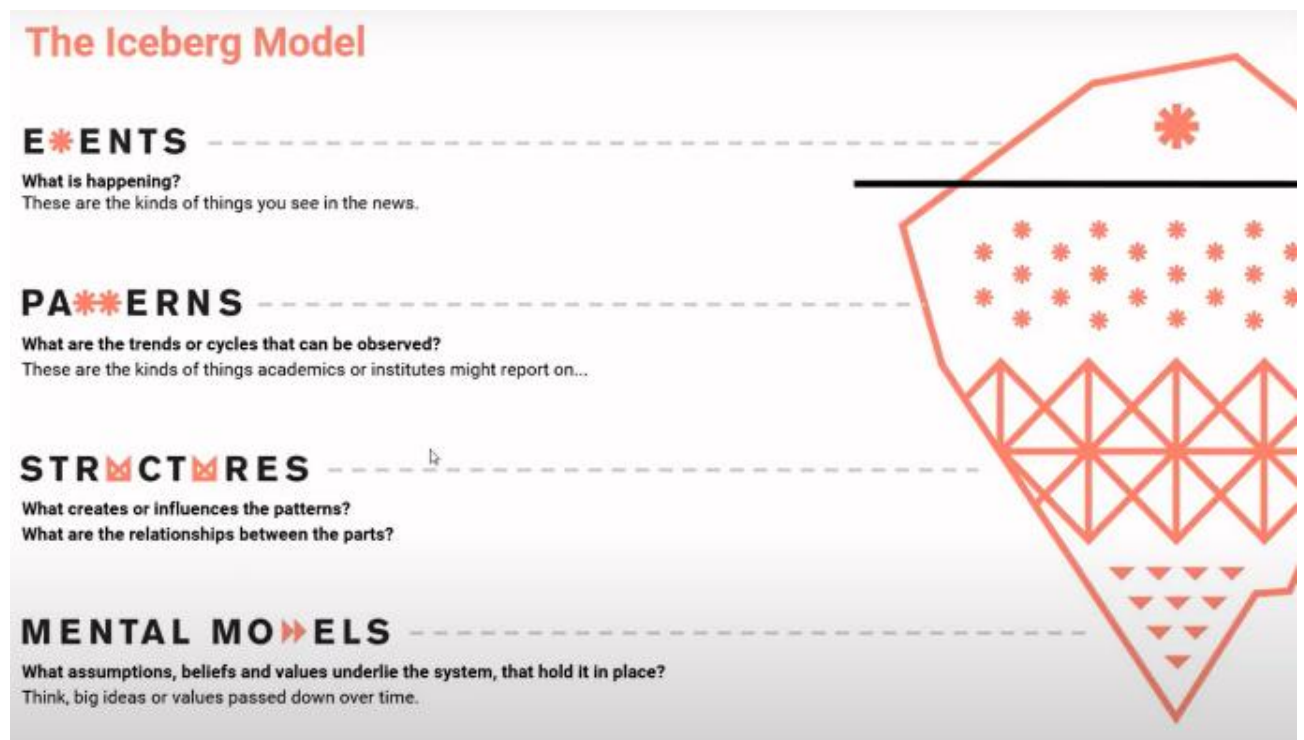 The Iceberg Model
E✱ENTS
What is happening?
These are the kinds of things you see in the news.
PA✱✱ERNS
What are the trends or cycles that can be observed?
These are the kinds of things academics or institutes might report on...
STRUCTURES
What creates or influences the patterns?
What are the relationships between the parts?
MENTAL MODELS
What assumptions, beliefs and values underlie the system, that hold it in place?
Think, big ideas or values passed down over time.